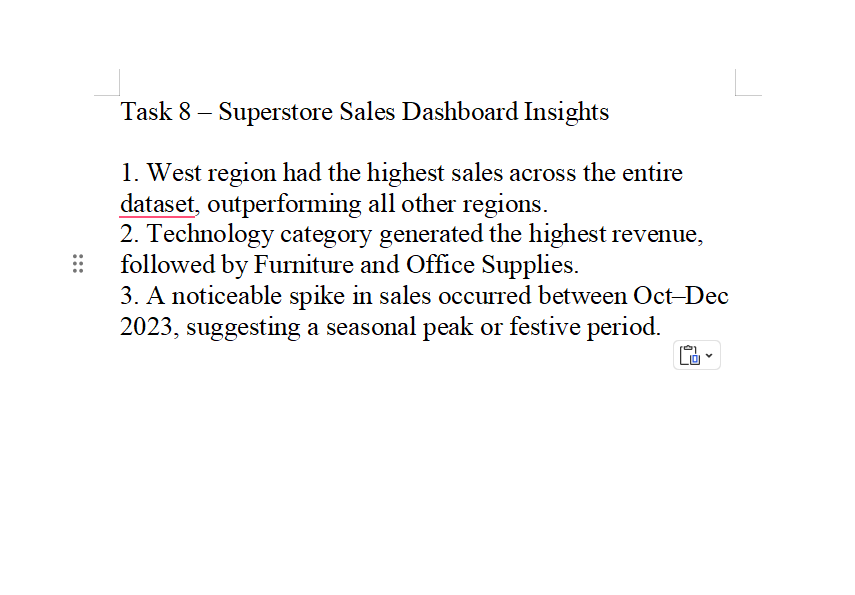 Task 8 – Superstore Sales Dashboard Insights
1. West region had the highest sales across the entire
dataset, outperforming all other regions.
2. Technology category generated the highest revenue,
followed by Furniture and Office Supplies.
3. A noticeable spike in sales occurred between Oct–Dec
2023, suggesting a seasonal peak or festive period.